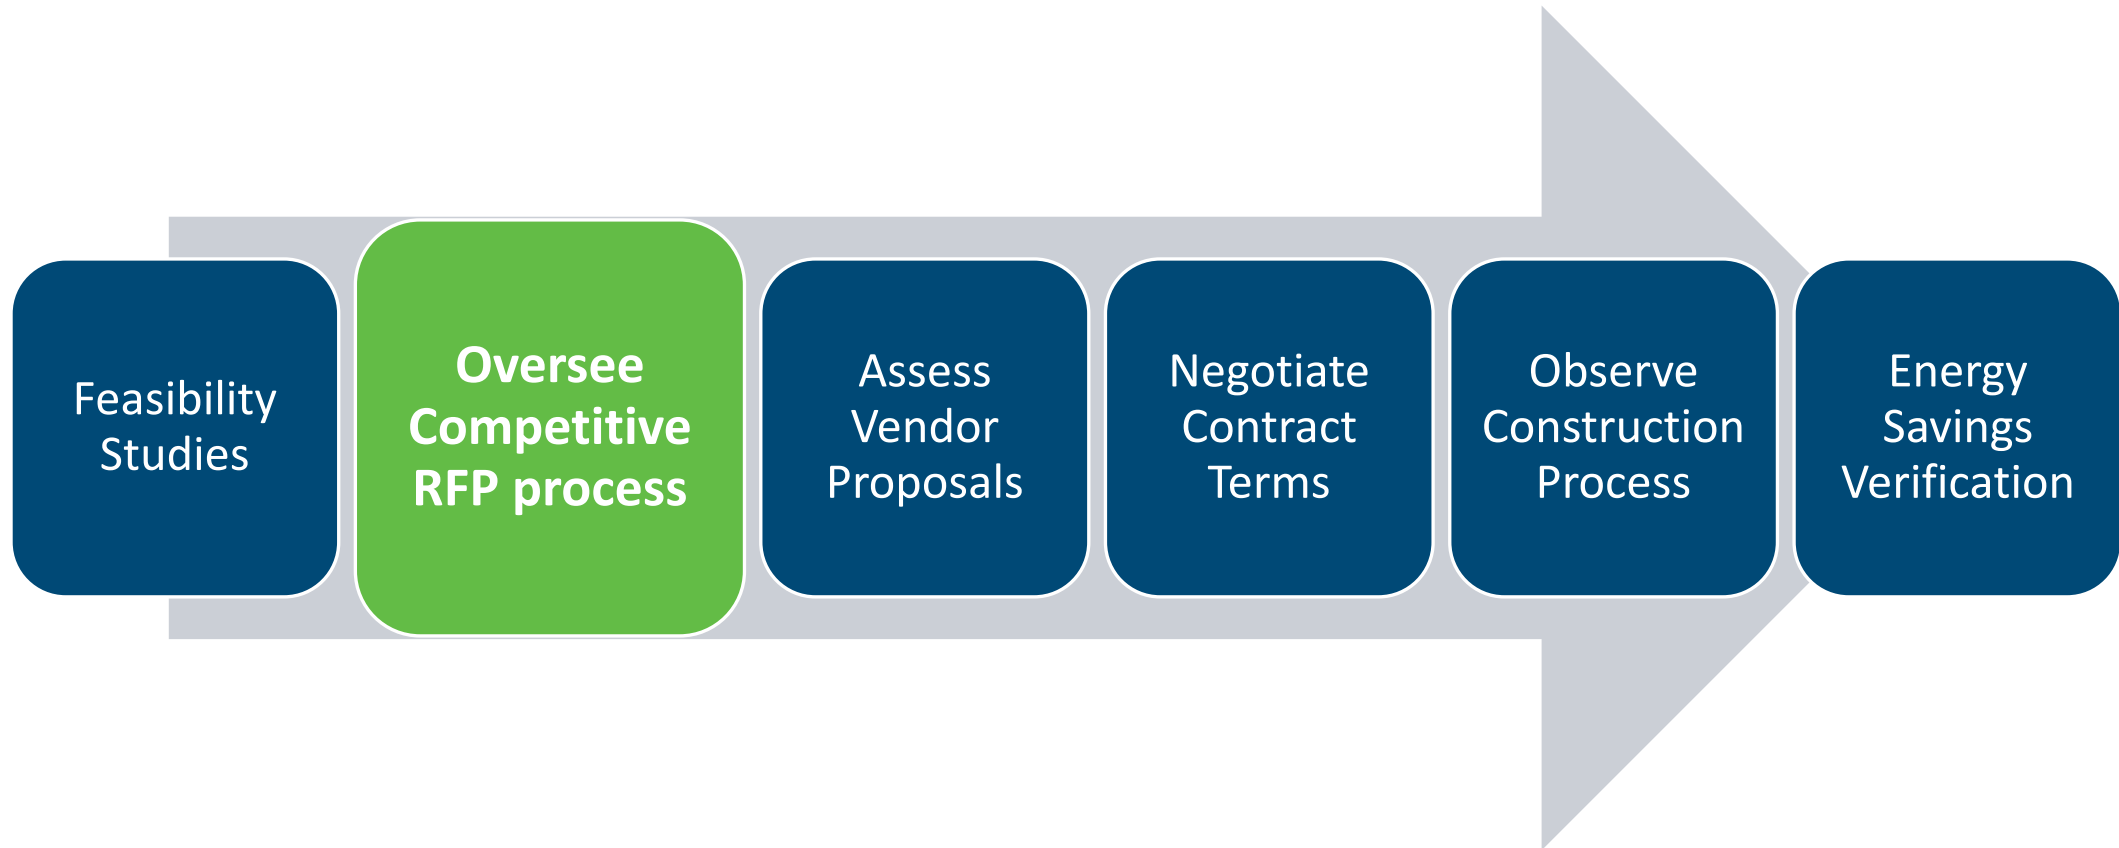 Feasibility
Studies
Oversee
Competitive
RFP process
Assess
Vendor
Proposals
Negotiate
Contract
Terms
Observe
Construction
Process
Energy
Savings
Verification